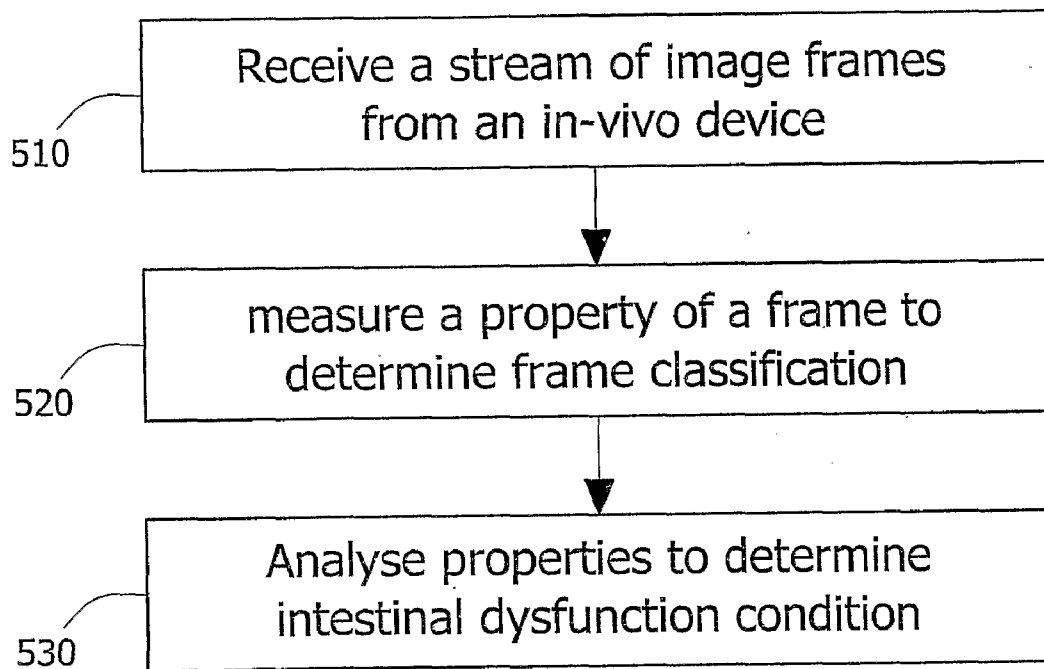 Receive a stream of image frames
from an in-vivo device
510
measure a property of a frame to
determine frame classification
520
Analyse properties to determine
intestinal dysfunction condition
530